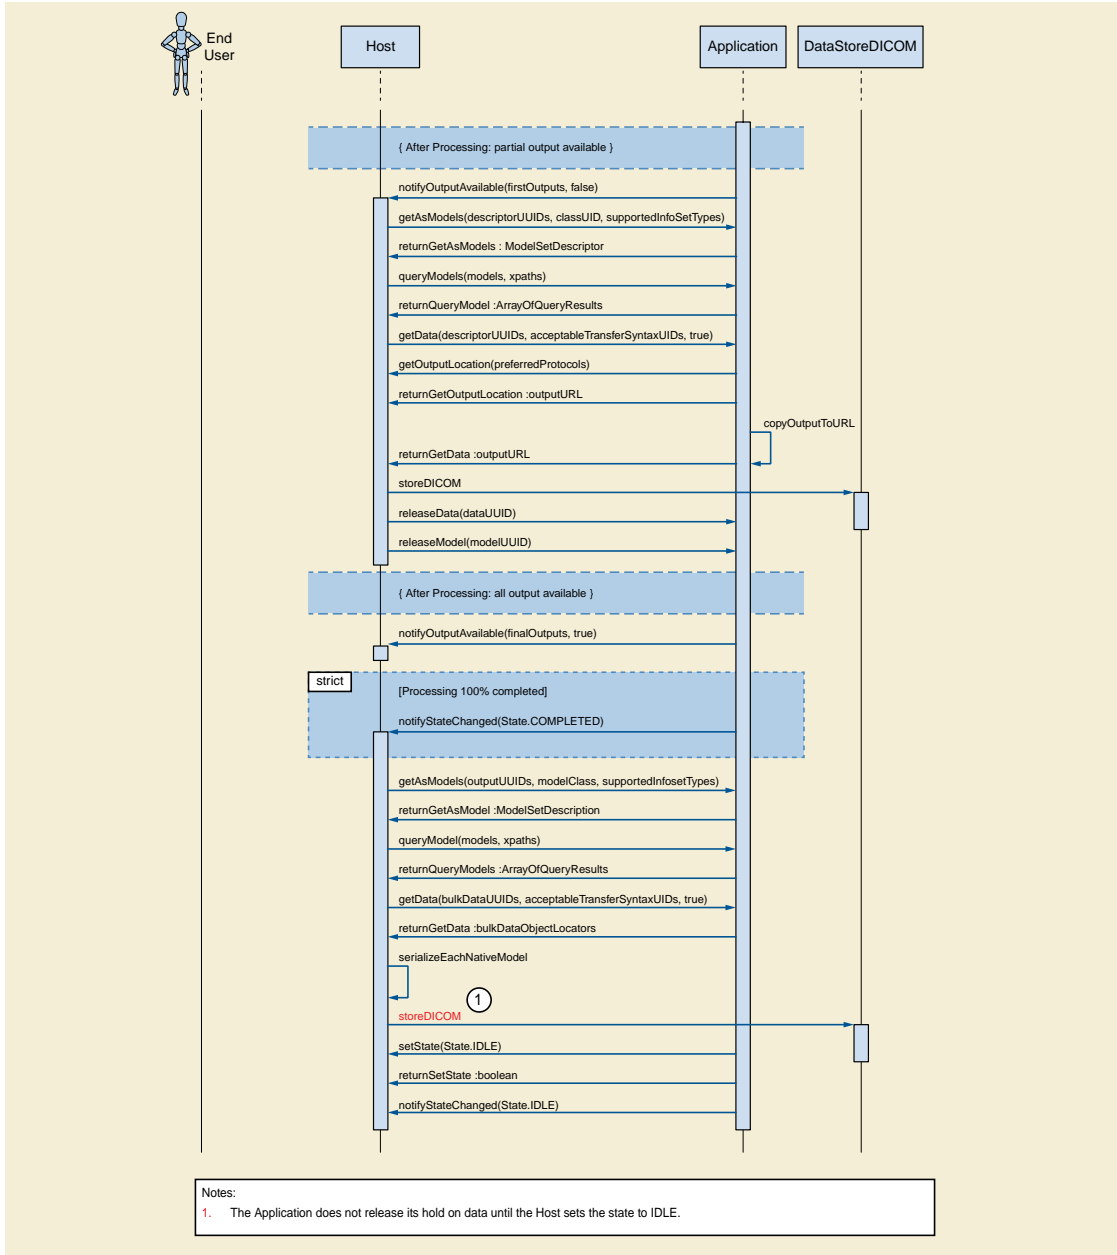 End
User
Host
Application
DataStoreDICOM
{ After Processing: partial output available }
notifyOutputAvailable(firstOutputs, false)
getAsModels(descriptorUUIDs, classUID, supportedInfoSetTypes)
returnGetAsModels : ModelSetDescriptor
queryModels(models, xpaths)
returnQueryModel :ArrayOfQueryResults
getData(descriptorUUIDs, acceptableTransferSyntaxUIDs, true)
getOutputLocation(preferredProtocols)
returnGetOutputLocation :outputURL
copyOutputToURL
returnGetData :outputURL
storeDICOM
releaseData(dataUUID)
releaseModel(modelUUID)
{ After Processing: all output available }
notifyOutputAvailable(finalOutputs, true)
strict
[Processing 100% completed]
notifyStateChanged(State.COMPLETED)
getAsModels(outputUUIDs, modelClass, supportedInfosetTypes)
returnGetAsModel :ModelSetDescription
queryModel(models, xpaths)
returnQueryModels :ArrayOfQueryResults
getData(bulkDataUUIDs, acceptableTransferSyntaxUIDs, true)
returnGetData :bulkDataObjectLocators
serializeEachNativeModel
1
storeDICOM
setState(State.IDLE)
returnSetState :boolean
notifyStateChanged(State.IDLE)
Notes:
1. The Application does not release its hold on data until the Host sets the state to IDLE.